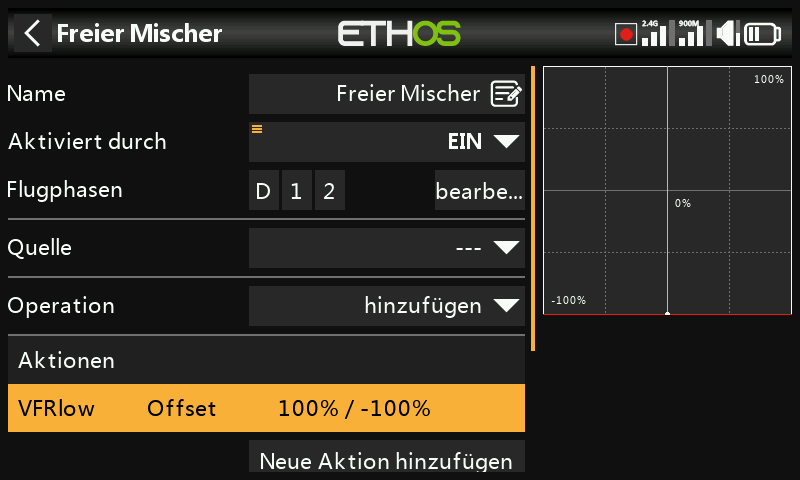 Freier Mischer
ETHOS
2.4G 900M
Name Freier Mischer
Aktiviert durch EIN
Flugphasen D 1 2 bearbe...
Quelle ---
Operation hinzufügen
Aktionen
VFRlow Offset 100% / -100%
Neue Aktion hinzufügen
100%
0%
-100%